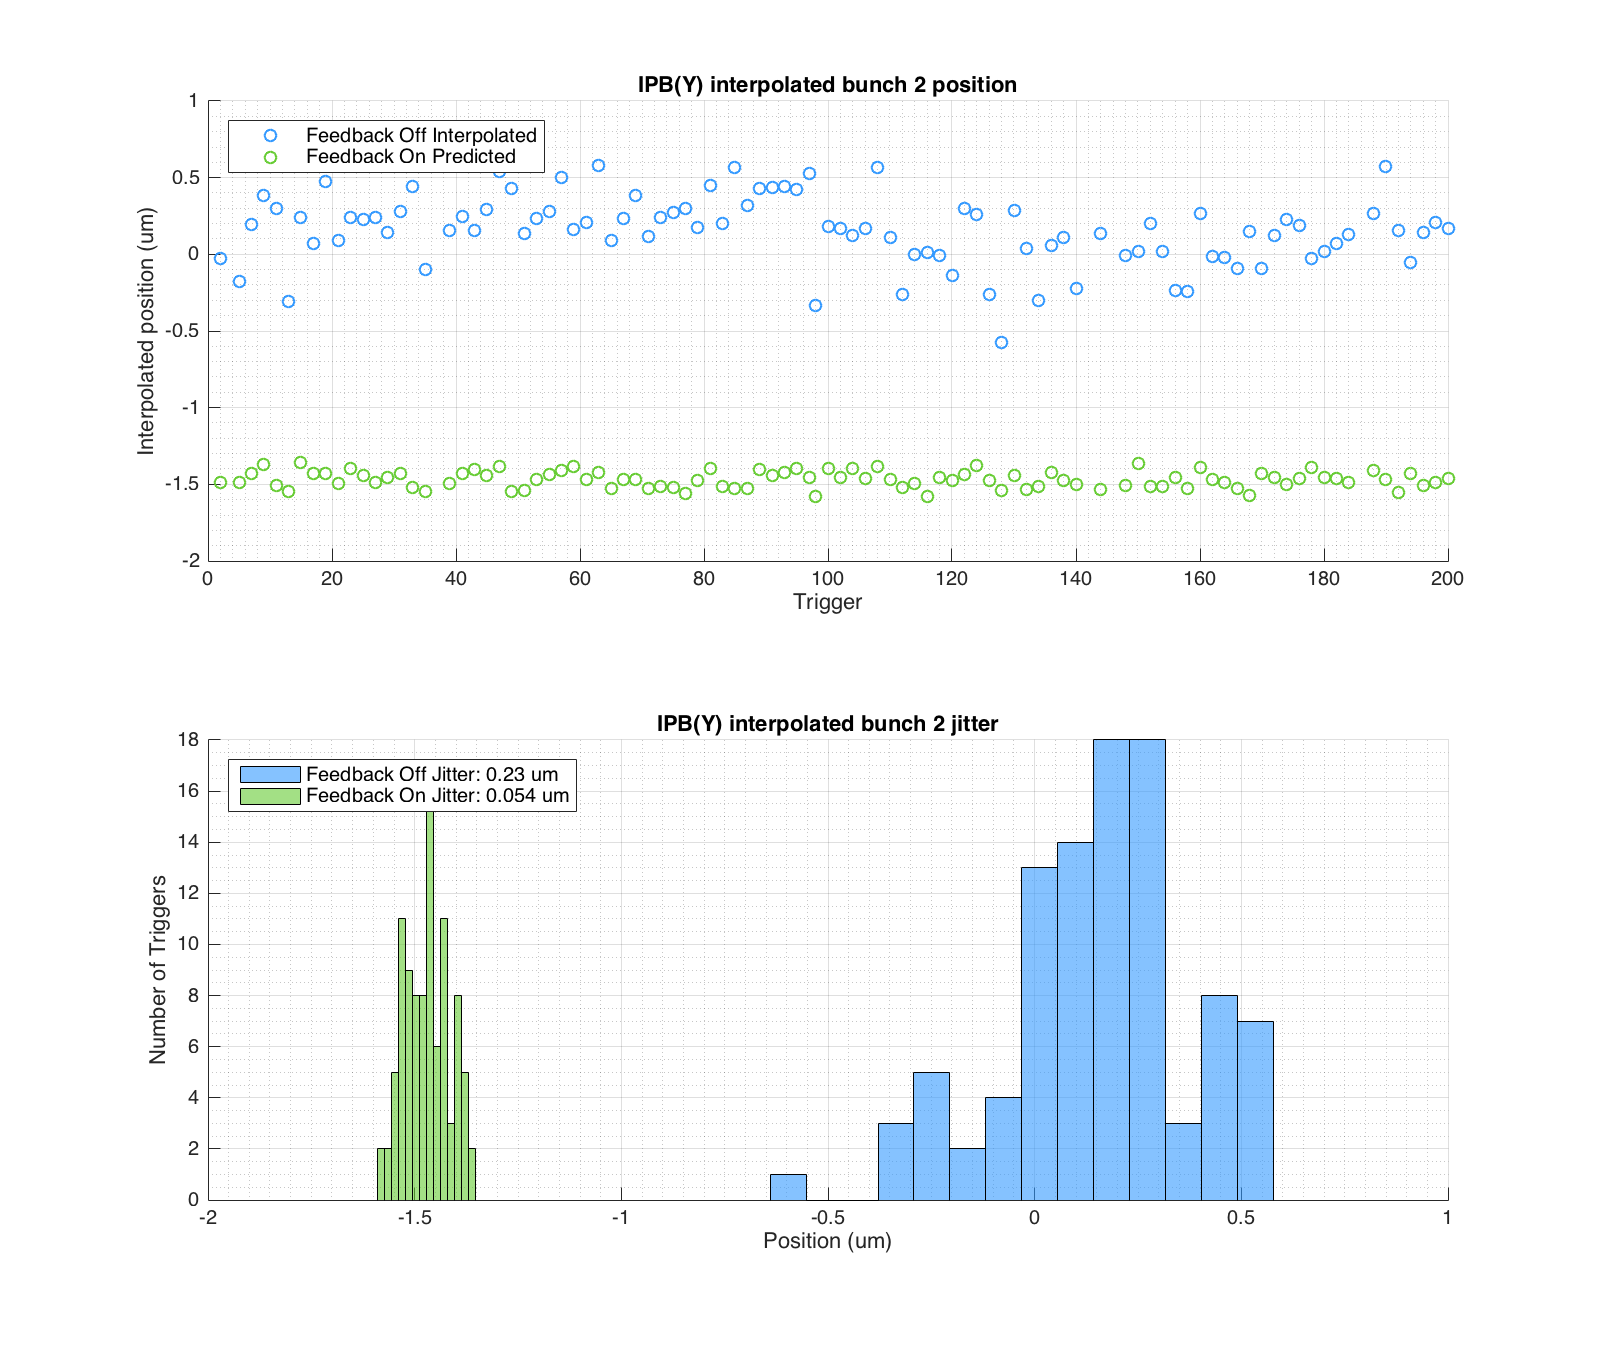 IPB(Y) interpolated bunch 2 position
1
0.5
0
-0.5
-1
-1.5
-2
Interpolated position (um)
Feedback Off Interpolated
Feedback On Predicted
0 20 40 60 80 100 120 140 160 180 200
Trigger
IPB(Y) interpolated bunch 2 jitter
18
16
14
12
10
8
6
4
2
0
Number of Triggers
Feedback Off Jitter: 0.23 um
Feedback On Jitter: 0.054 um
-2 -1.5 -1 -0.5 0 0.5 1
Position (um)